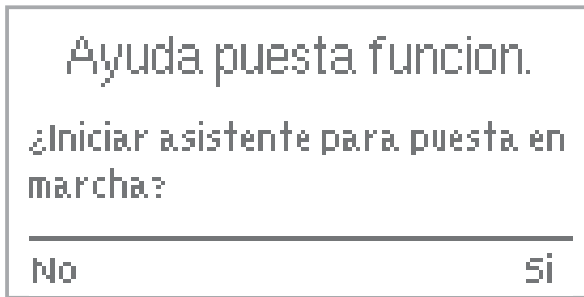 Ayuda puesta funcion.
¿Iniciar asistente para puesta en
marcha?
No Si